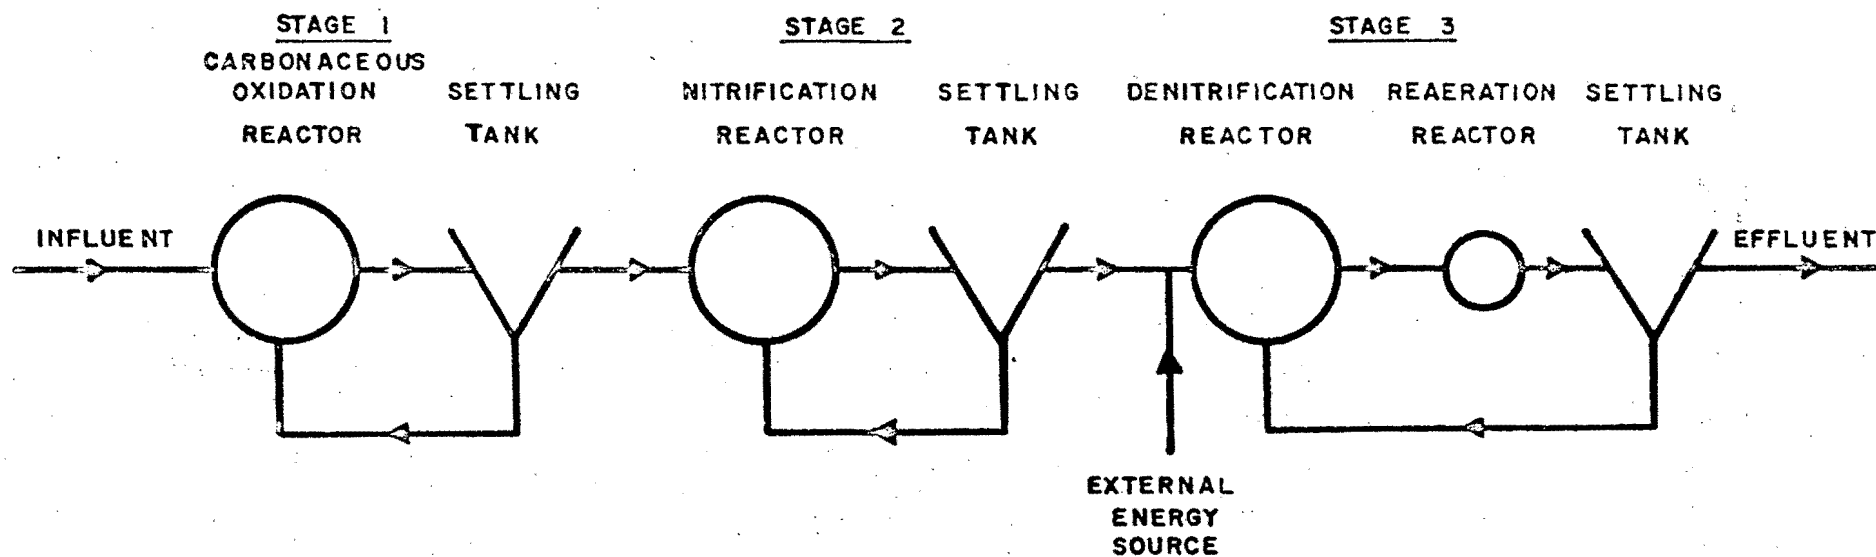 STAGE 1
CARBONACEOUS
OXIDATION
REACTOR
SETTLING
TANK
STAGE 2
NITRIFICATION
REACTOR
SETTLING
TANK
STAGE 3
DENITRIFICATION
REACTOR
REAERATION
REACTOR
SETTLING
TANK
INFLUENT
EFFLUENT
EXTERNAL
ENERGY
SOURCE